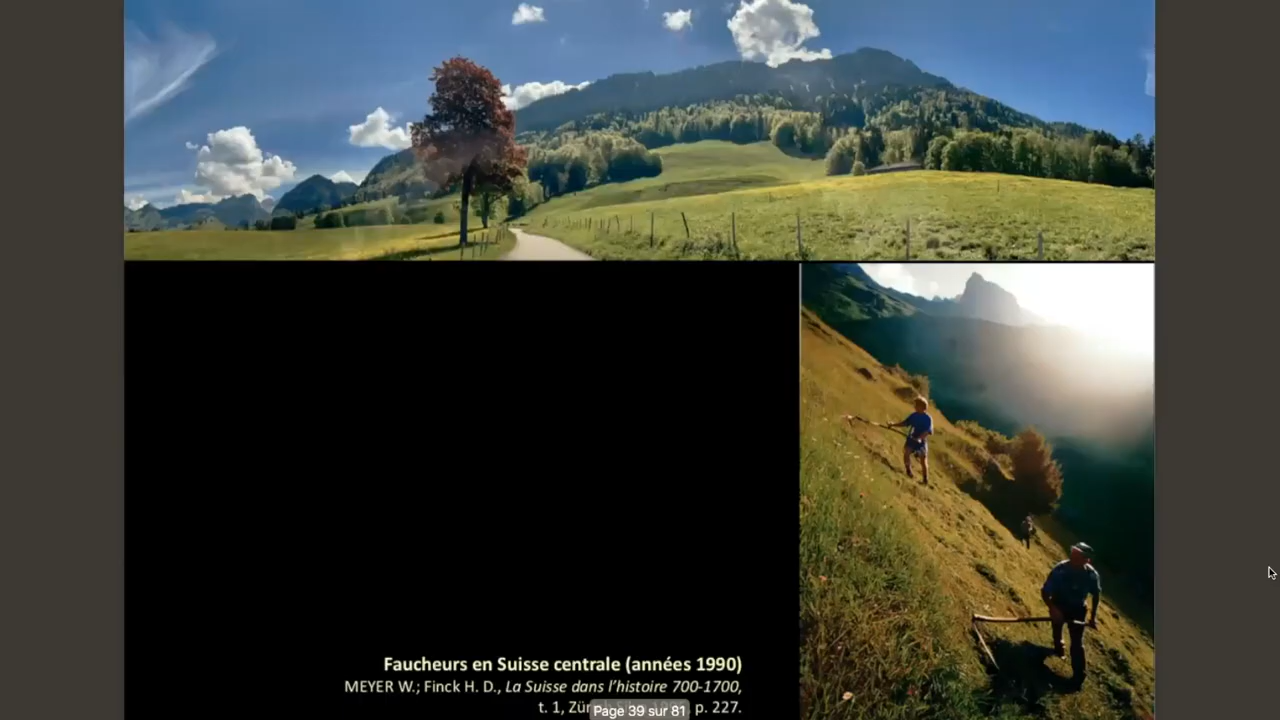 Faucheurs en Suisse centrale (années 1990)
MEYER W.; Finck H. D., La Suisse dans l'histoire 700-1700,
t. 1, p. 227.
Page 39 sur 81